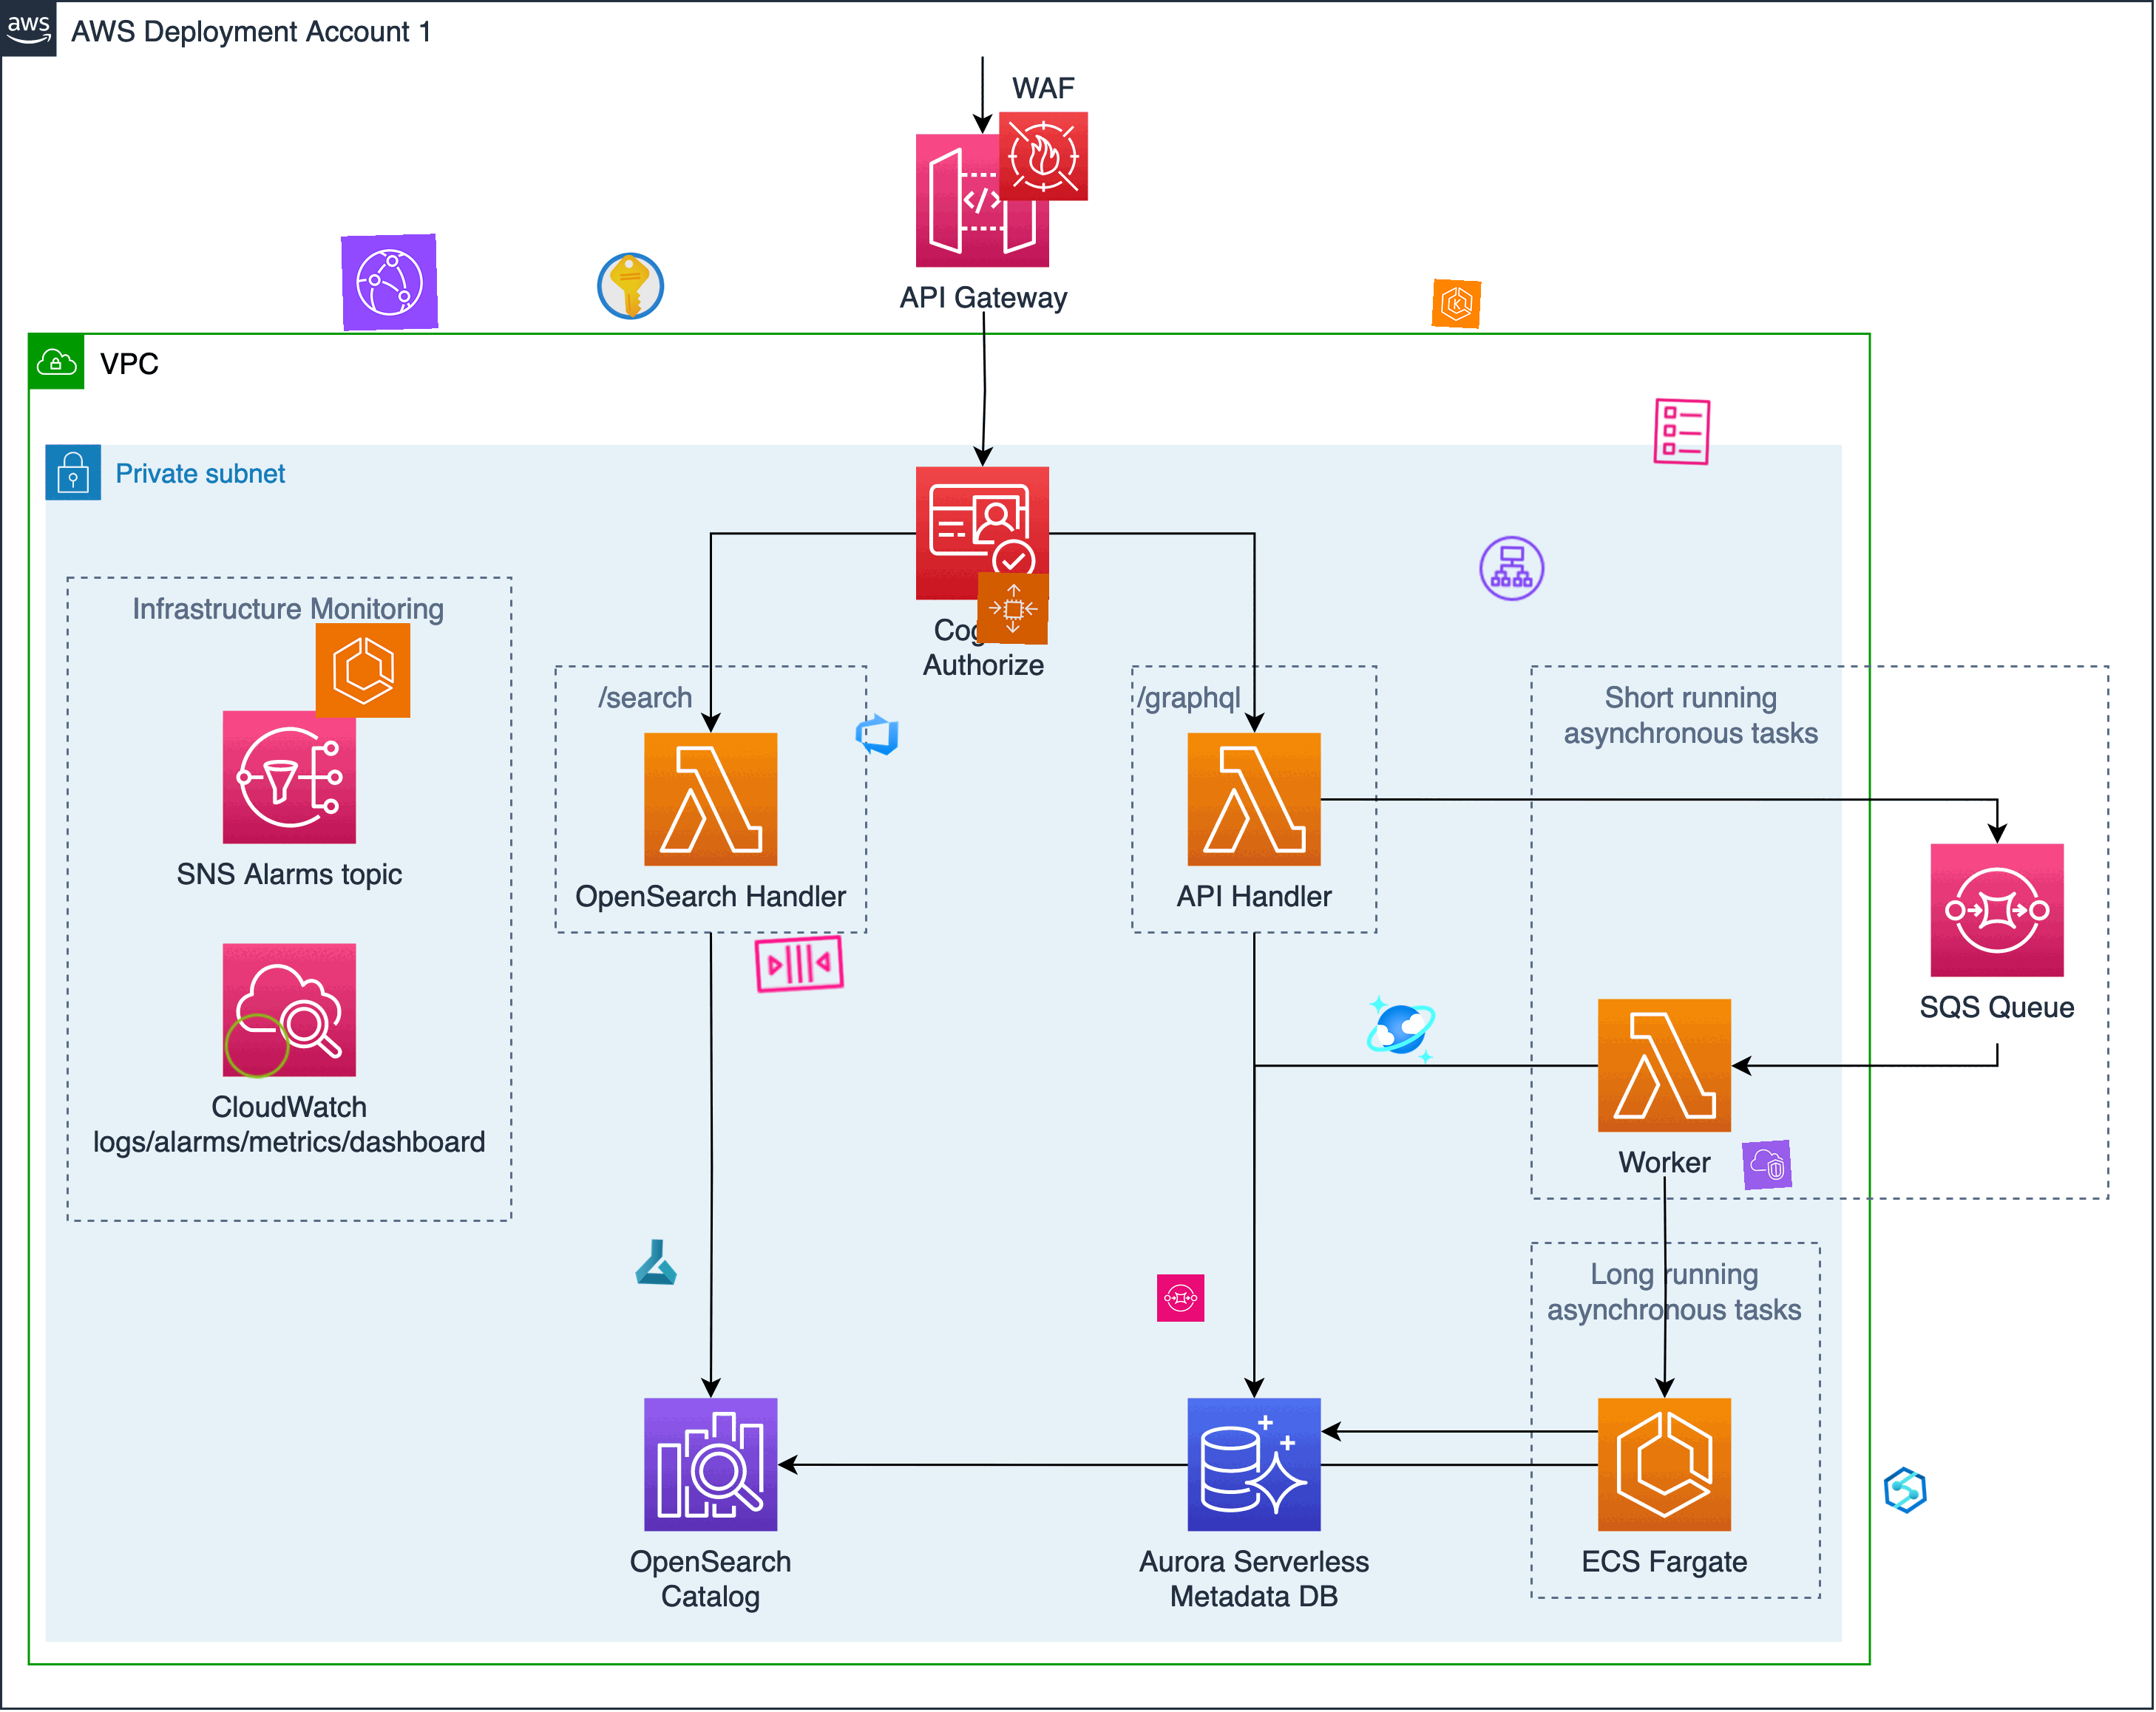 aws
AWS Deployment Account 1
WAF
API Gateway
VPC
Private subnet
Authorize
Infrastructure Monitoring
SNS Alarms topic
CloudWatch
logs/alarms/metrics/dashboard
/search
OpenSearch Handler
/graphql
API Handler
Short running
asynchronous tasks
SQS Queue
Worker
Long running
asynchronous tasks
OpenSearch
Catalog
Aurora Serverless
Metadata DB
ECS Fargate